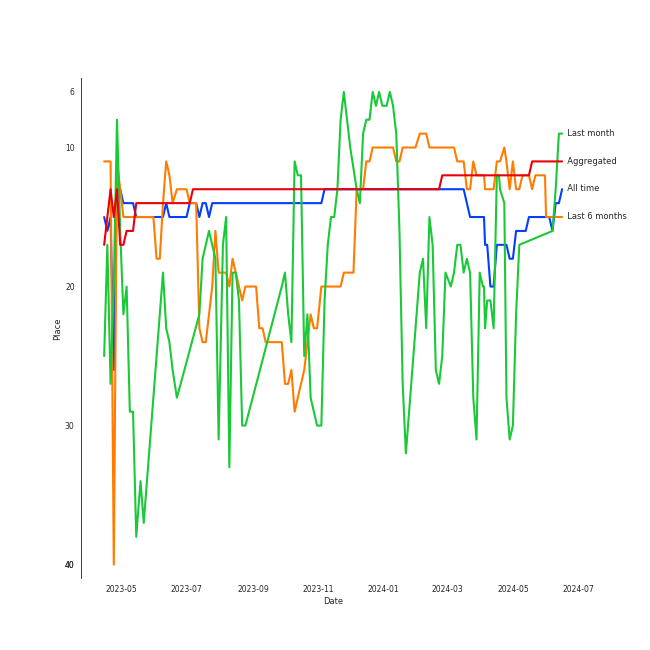 6
10
20
30
40
Place
Last month
Aggregated
All time
Last 6 months
2023-05 2023-07 2023-09 2023-11 2024-01 2024-03 2024-05 2024-07
Date